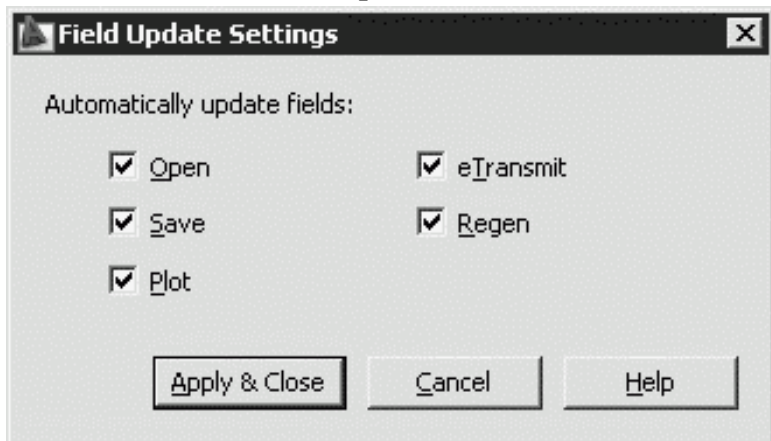 Field Update Settings
Automatically update fields:
Open eTransmit
Save Regen
Plot
Apply & Close Cancel Help